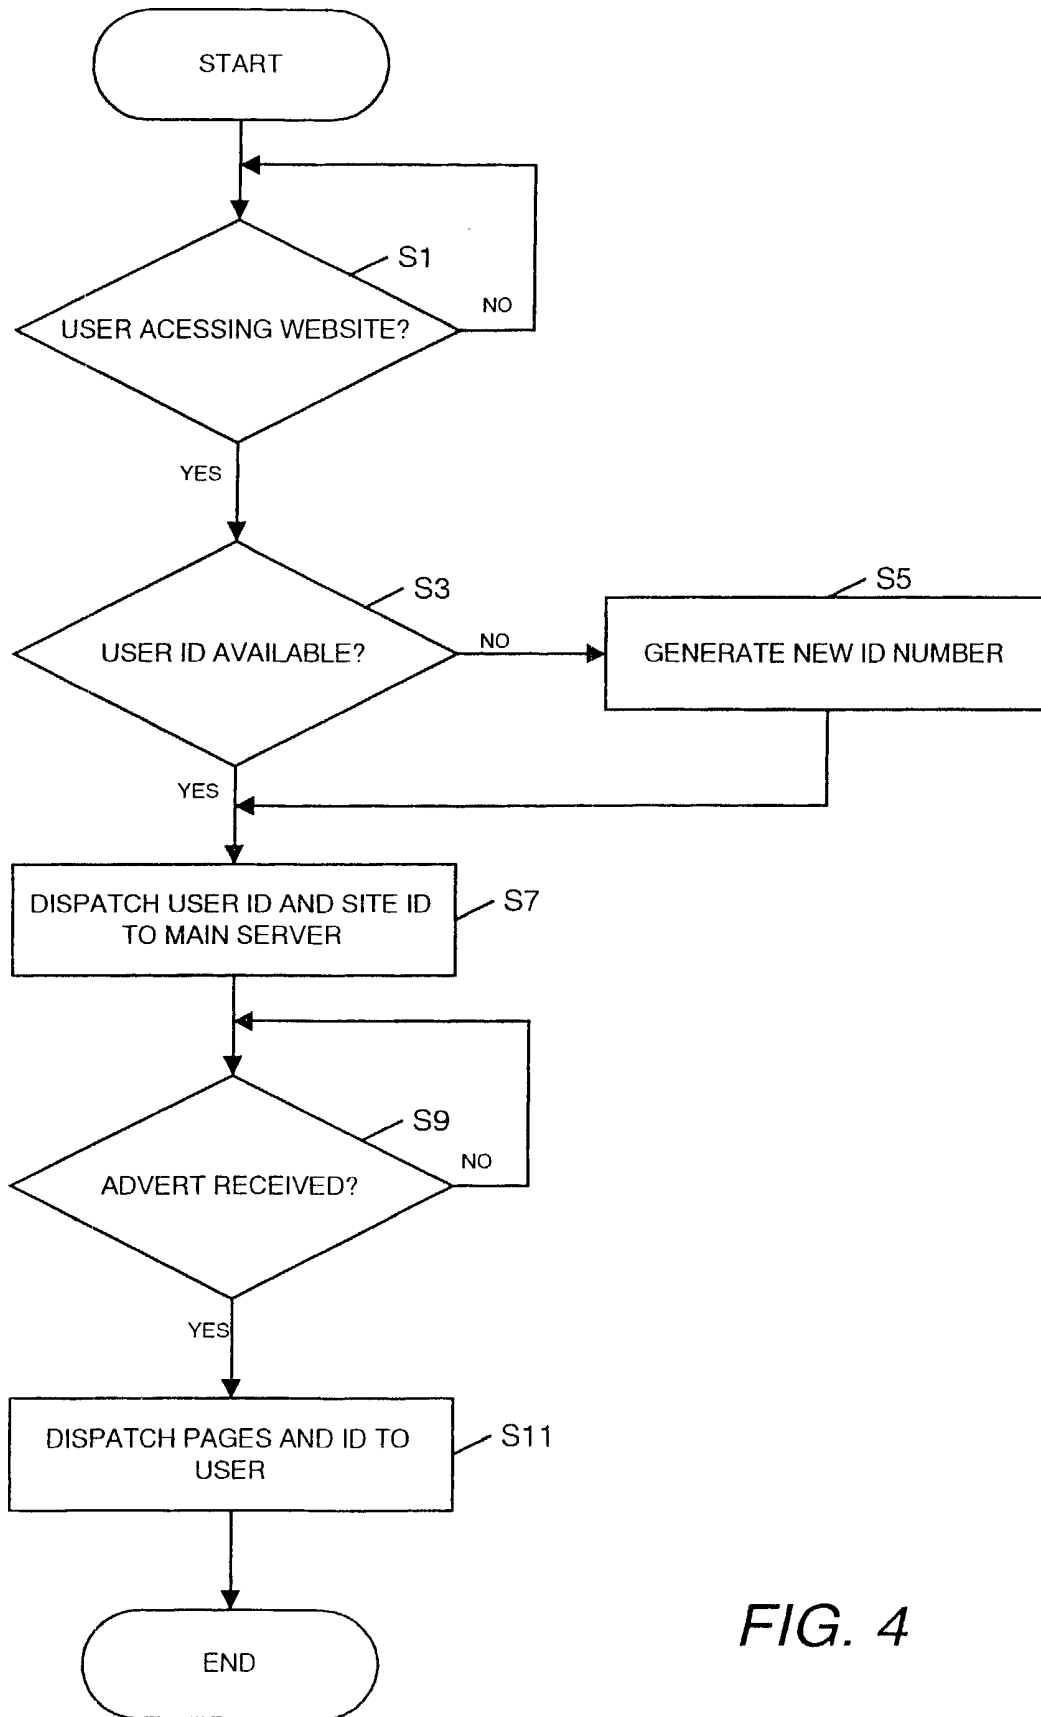 START
S1
NO
USER ACESSING WEBSITE?
YES
S3
S5
NO
USER ID AVAILABLE?
GENERATE NEW ID NUMBER
YES
DISPATCH USER ID AND SITE ID
TO MAIN SERVER
S7
S9
NO
ADVERT RECEIVED?
YES
DISPATCH PAGES AND ID TO
USER
S11
END
FIG. 4